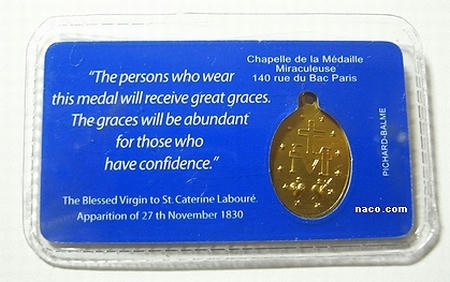 “The persons who wear
this medal will receive great graces.
The graces will be abundant
for those who
have confidence.”
The Blessed Virgin to St. Caterine Labouré.
Apparition of 27 th November 1830
Chapelle de la Médaille
Miraculeuse
140 rue du Bac Paris
M
PICHARD-BALME
naco.com